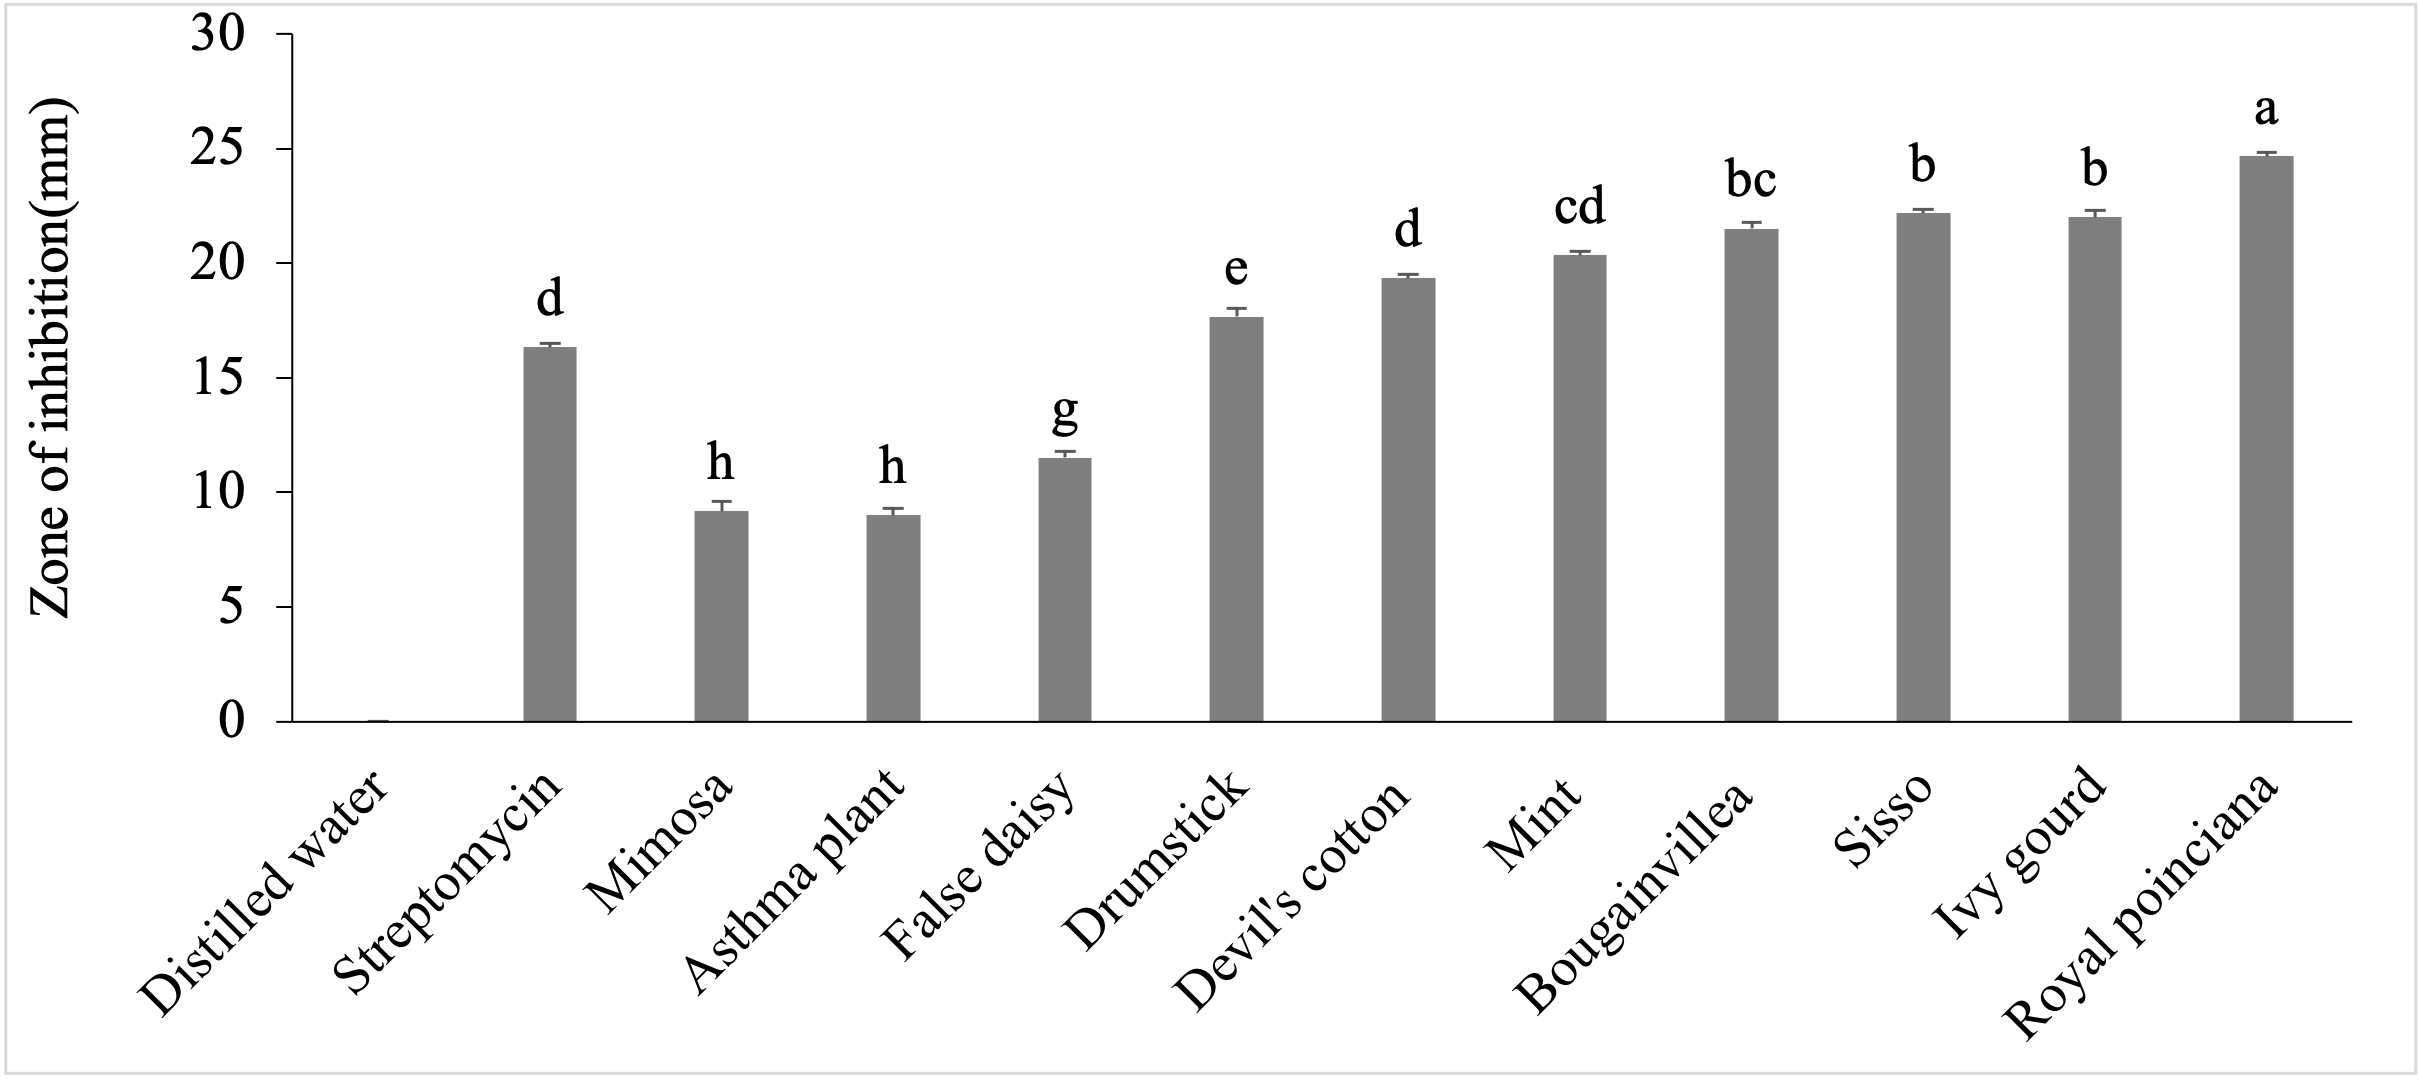 Zone of inhibition(mm)
30
25
20
15
10
5
0
d
h
h
g
e
d
cd
bc
b
b
a
Distilled water
Streptomycin
Mimosa
Asthma plant
False daisy
Drumstick
Devil's cotton
Mint
Bougainvillea
Sisso
Ivy gourd
Royal poinciana